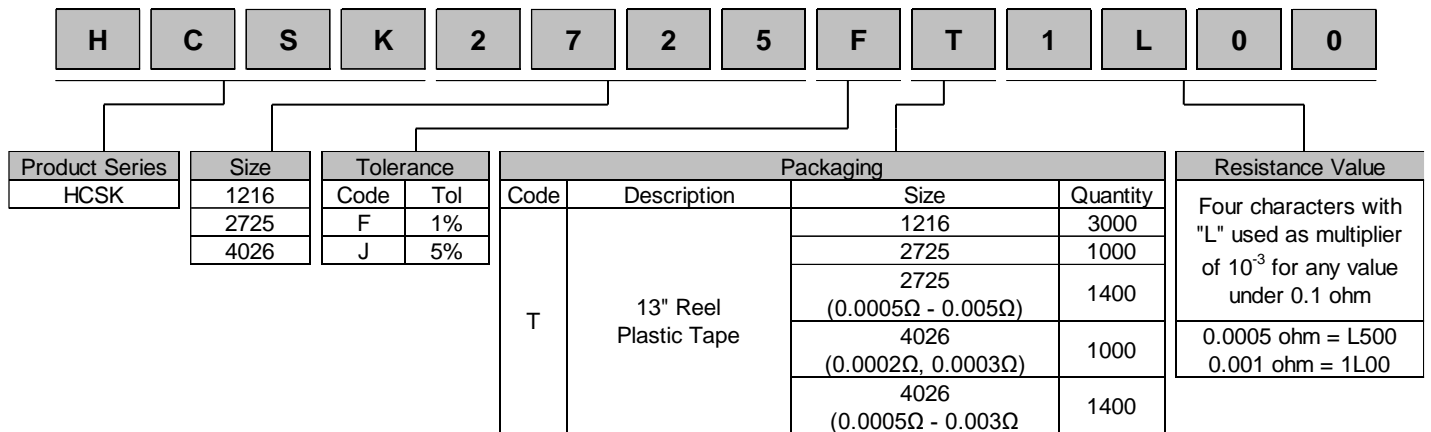 H C S K 2 7 2 5 F T 1 L 0 0
Product Series
HCSK
Size
1216
2725
4026
Tolerance
Code Tol
F 1%
J 5%
Packaging
Code Description Size Quantity
T
13" Reel
Plastic Tape
1216 3000
2725 1000
2725
(0.0005Ω - 0.005Ω)
1400
4026
(0.0002Ω, 0.0003Ω)
1000
4026
(0.0005Ω - 0.003Ω
1400
Resistance Value
Four characters with
"L" used as multiplier
of 10⁻³ for any value
under 0.1 ohm
0.0005 ohm = L500
0.001 ohm = 1L00